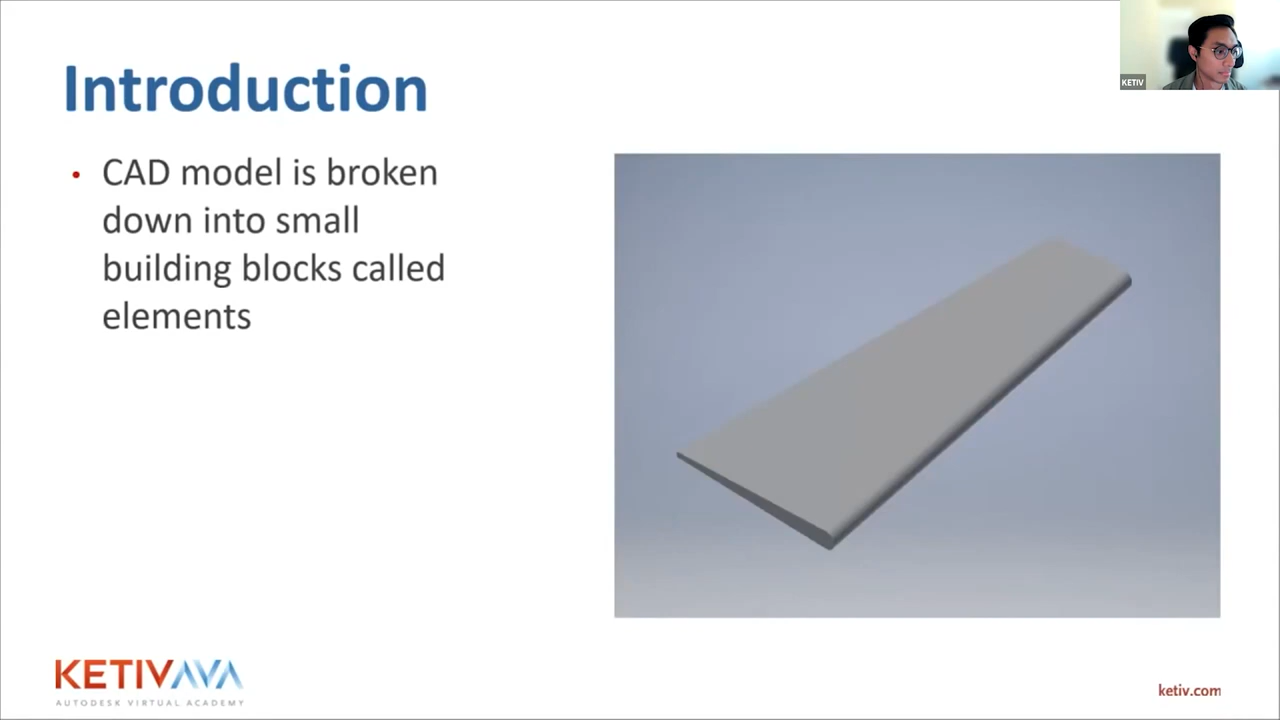 KETIV
Introduction
• CAD model is broken
down into small
building blocks called
elements
KETIVAVA
AUTODESK VIRTUAL ACADEMY
ketiv.com